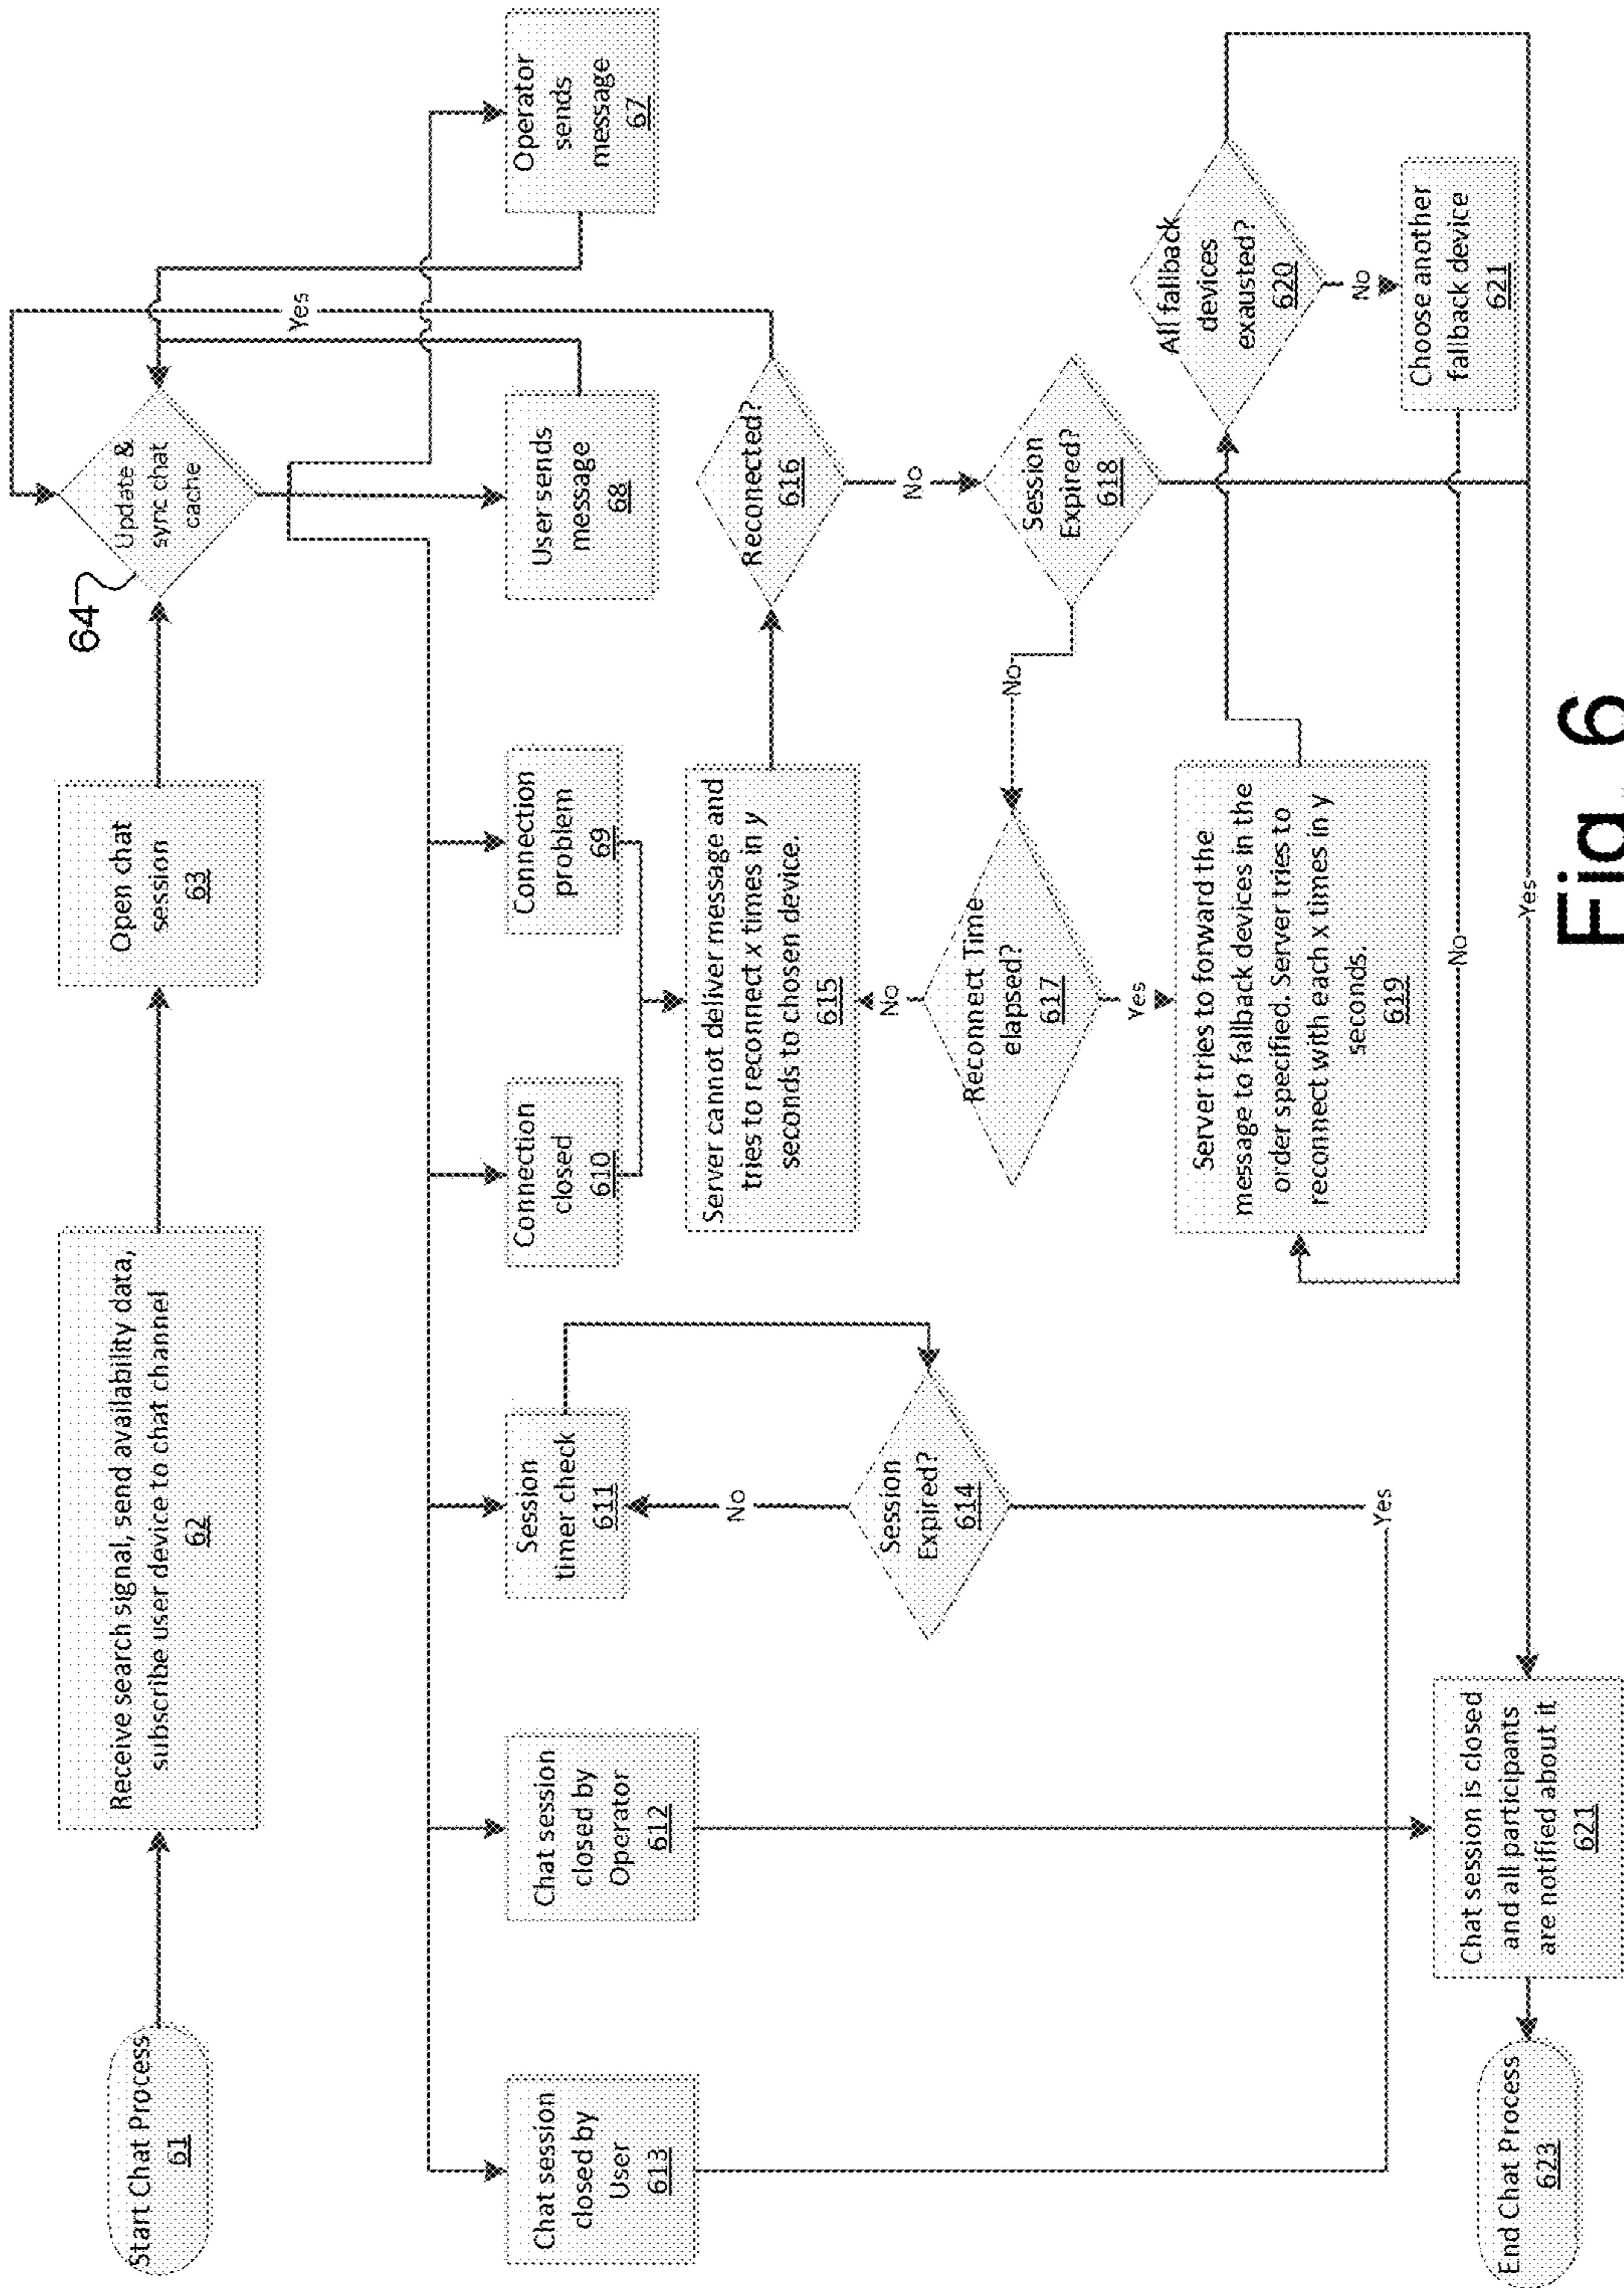 Start Chat Process
61
Receive search signal, send availability data,
subscribe user device to chat channel
62
Open chat
session
63
64
Update &
sync chat
cache
Chat session
closed by
User
613
Chat session
closed by
Operator
612
Session
timer check
611
Connection
closed
610
Connection
problem
69
User sends
message
68
Operator
sends
message
67
Yes
Server cannot deliver message and
tries to reconnect x times in y
seconds to chosen device.
615
Reconnected?
616
No
No
No
Session
Expired?
614
Reconnect Time
elapsed?
617
No
Session
Expired?
618
Yes
Server tries to forward the
message to fallback devices in the
order specified. Server tries to
reconnect with each x times in y
seconds.
619
All fallback
devices
exausted?
620
No
Yes
Choose another
fallback device
621
No
Yes
Chat session is closed
and all participants
are notified about it
621
End Chat Process
623
Fig. 6